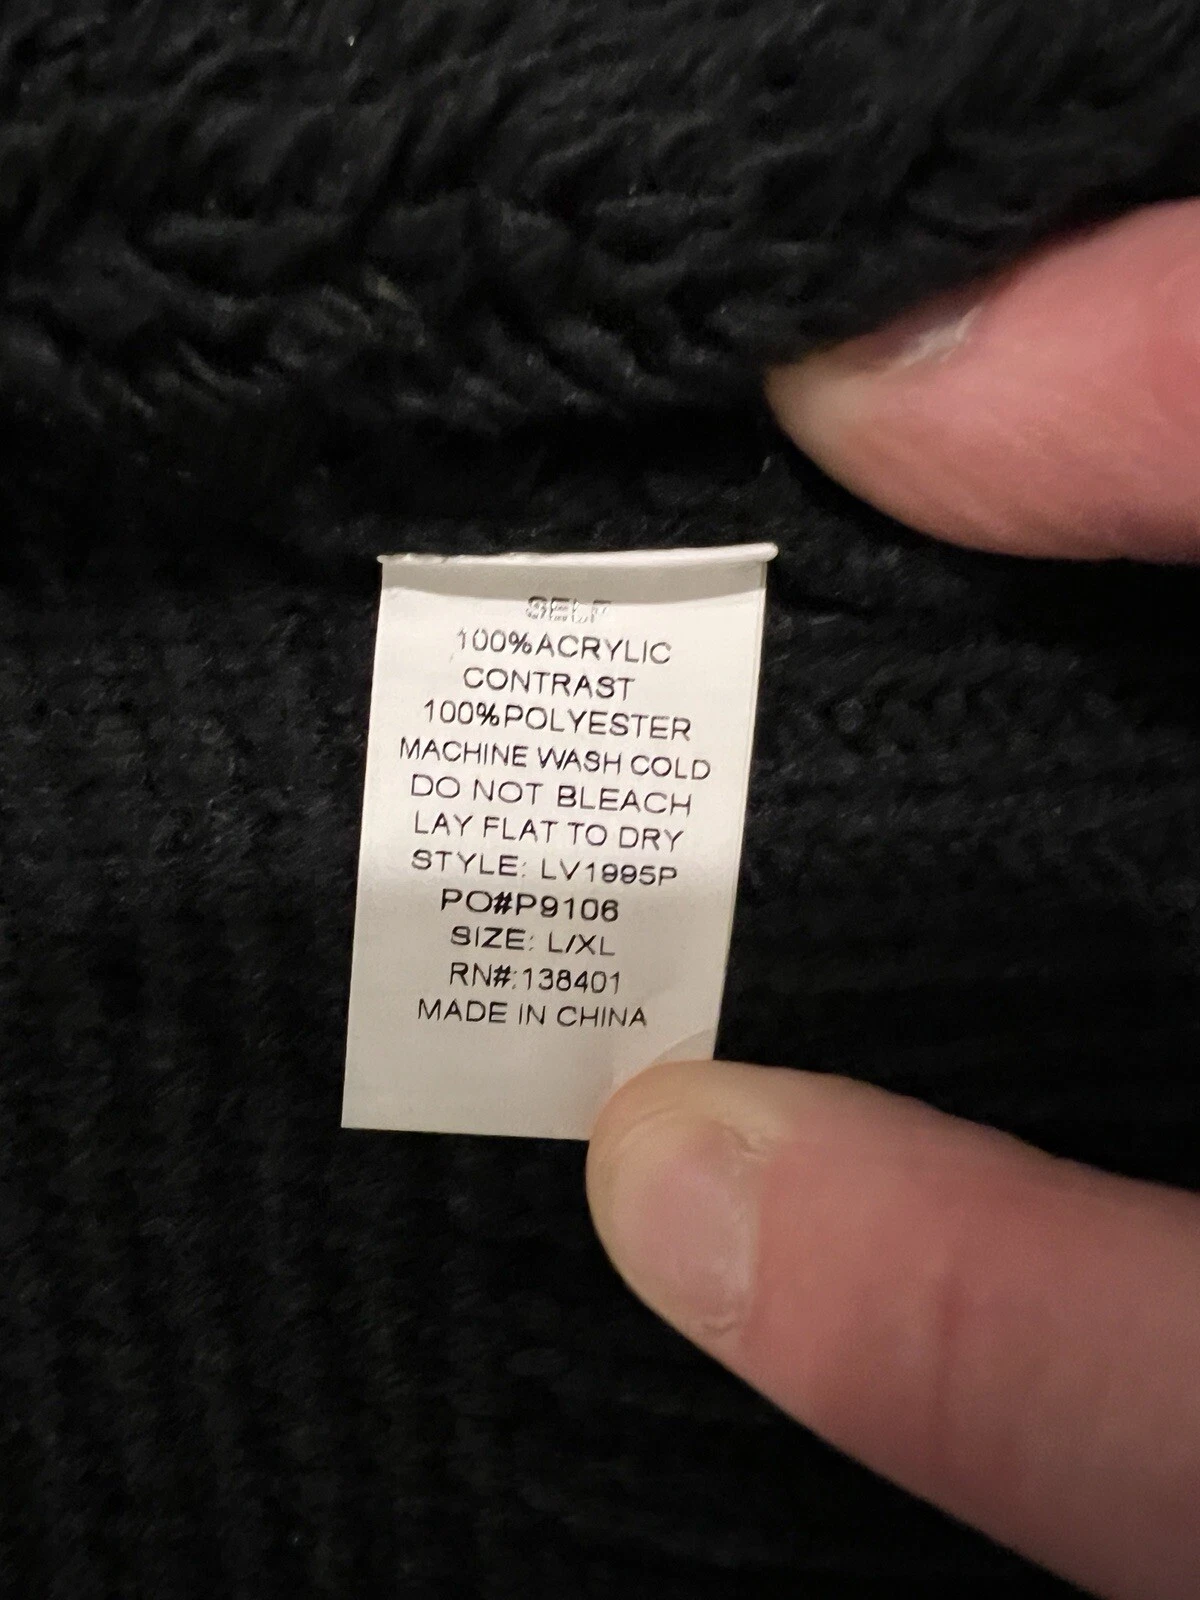 SELF
100%ACRYLIC
CONTRAST
100%POLYESTER
MACHINE WASH COLD
DO NOT BLEACH
LAY FLAT TO DRY
STYLE: LV1995P
PO#P9106
SIZE: L/XL
RN#:138401
MADE IN CHINA